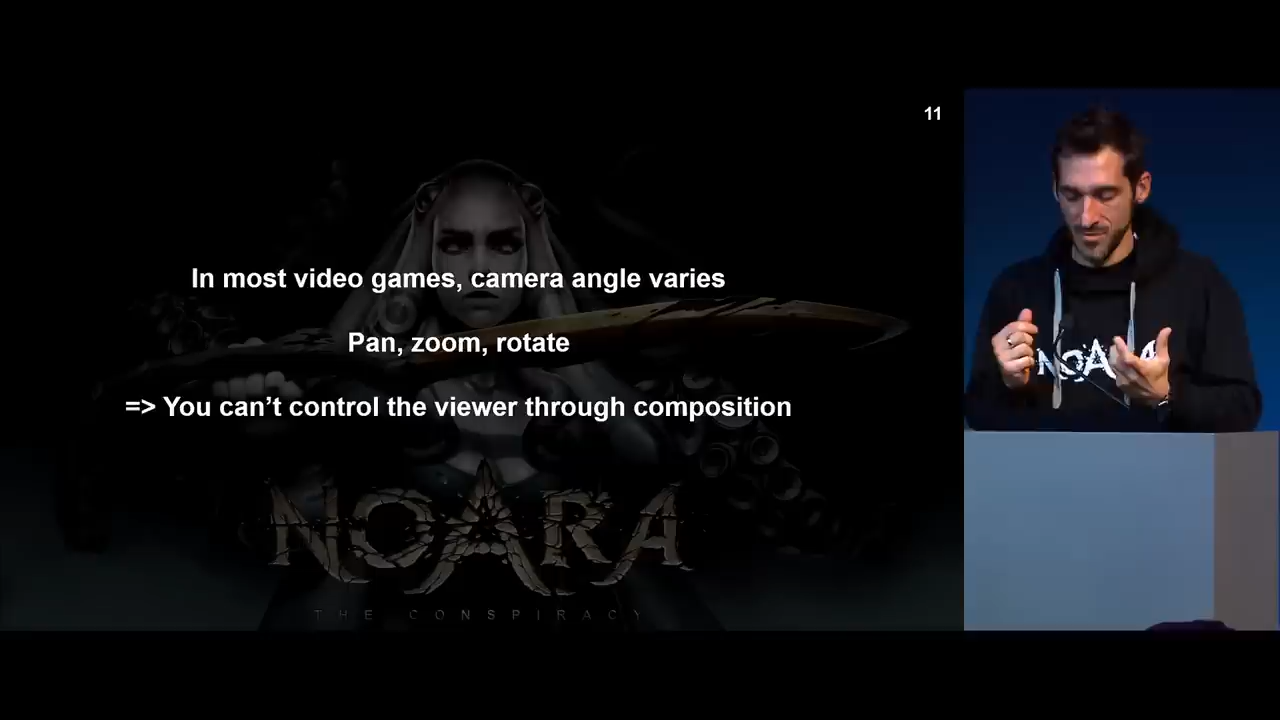 11
In most video games, camera angle varies
Pan, zoom, rotate
=> You can’t control the viewer through composition
NOARA
THE CONSPIRACY
NOARA